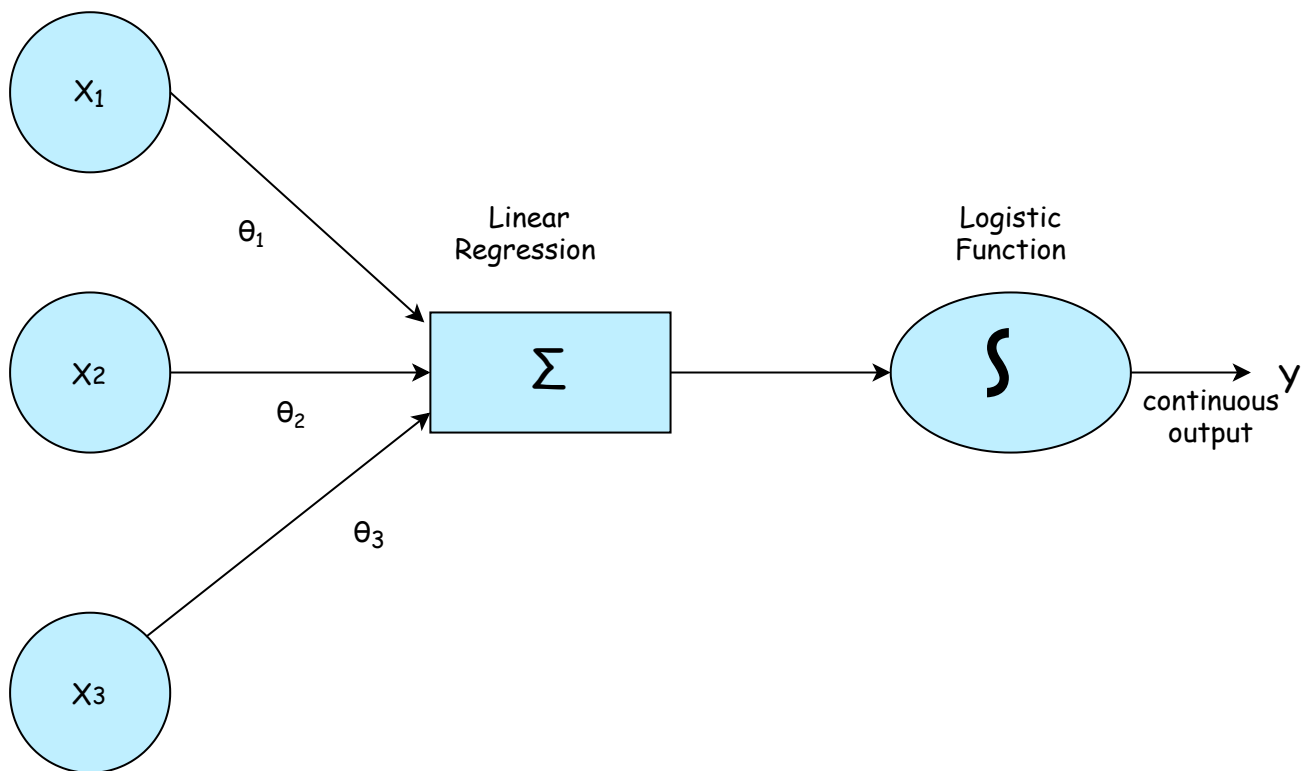 X₁
θ₁
Linear
Regression
Logistic
Function
X₂
θ₂
Σ
∫
y
continuous
output
θ₃
X₃